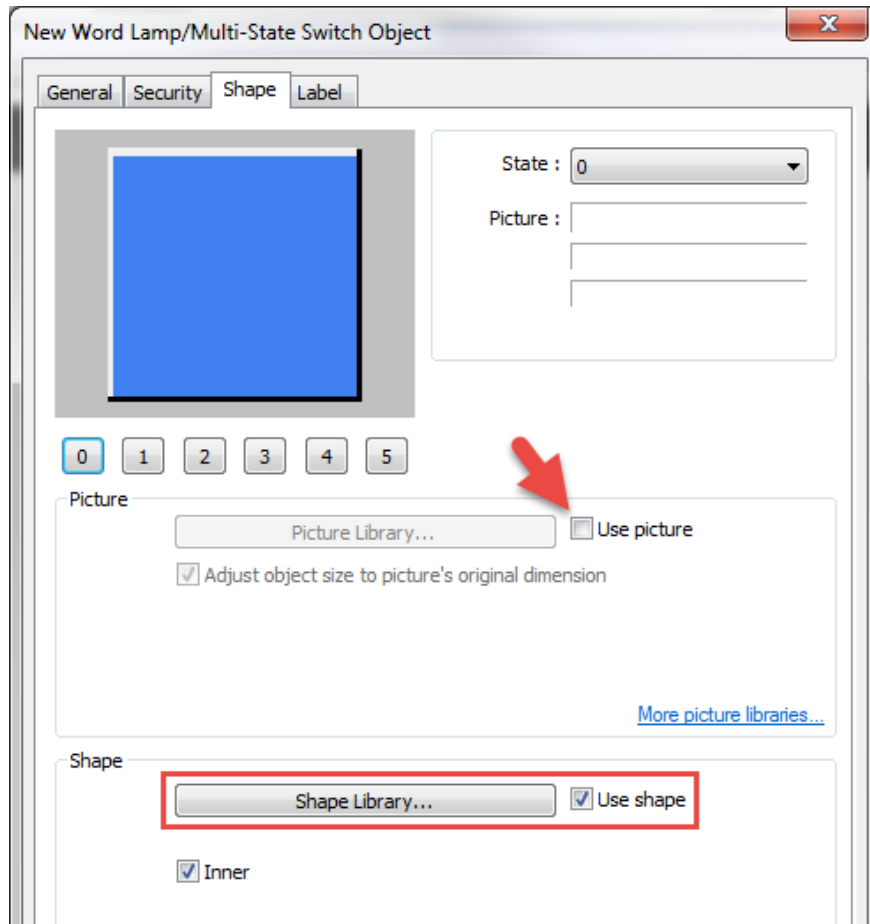 New Word Lamp/Multi-State Switch Object
General Security Shape Label
State : 0
Picture :
0 1 2 3 4 5
Picture
Picture Library... Use picture
Adjust object size to picture's original dimension
More picture libraries...
Shape
Shape Library... Use shape
Inner